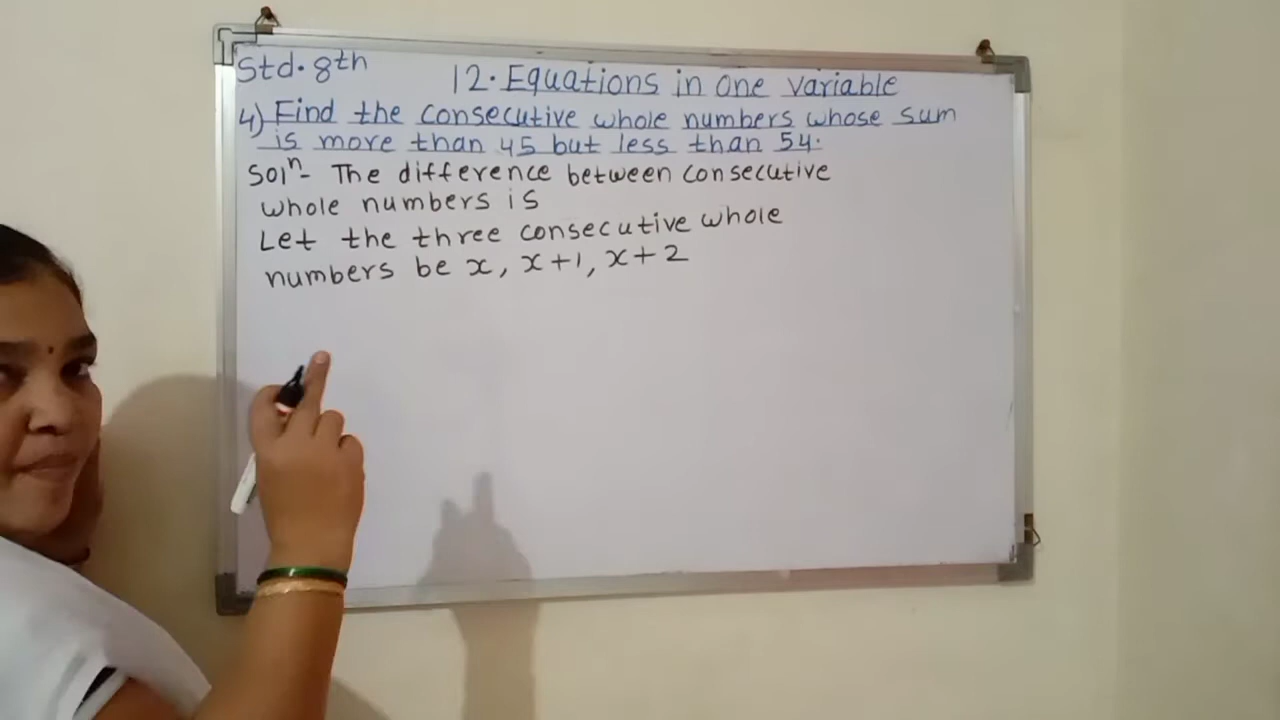 Std. 8th
12. Equations in one variable
4) Find the consecutive whole numbers whose sum
is more than 45 but less than 54.
Solⁿ- The difference between consecutive
whole numbers is
Let the three consecutive whole
numbers be x, x+1, x+2